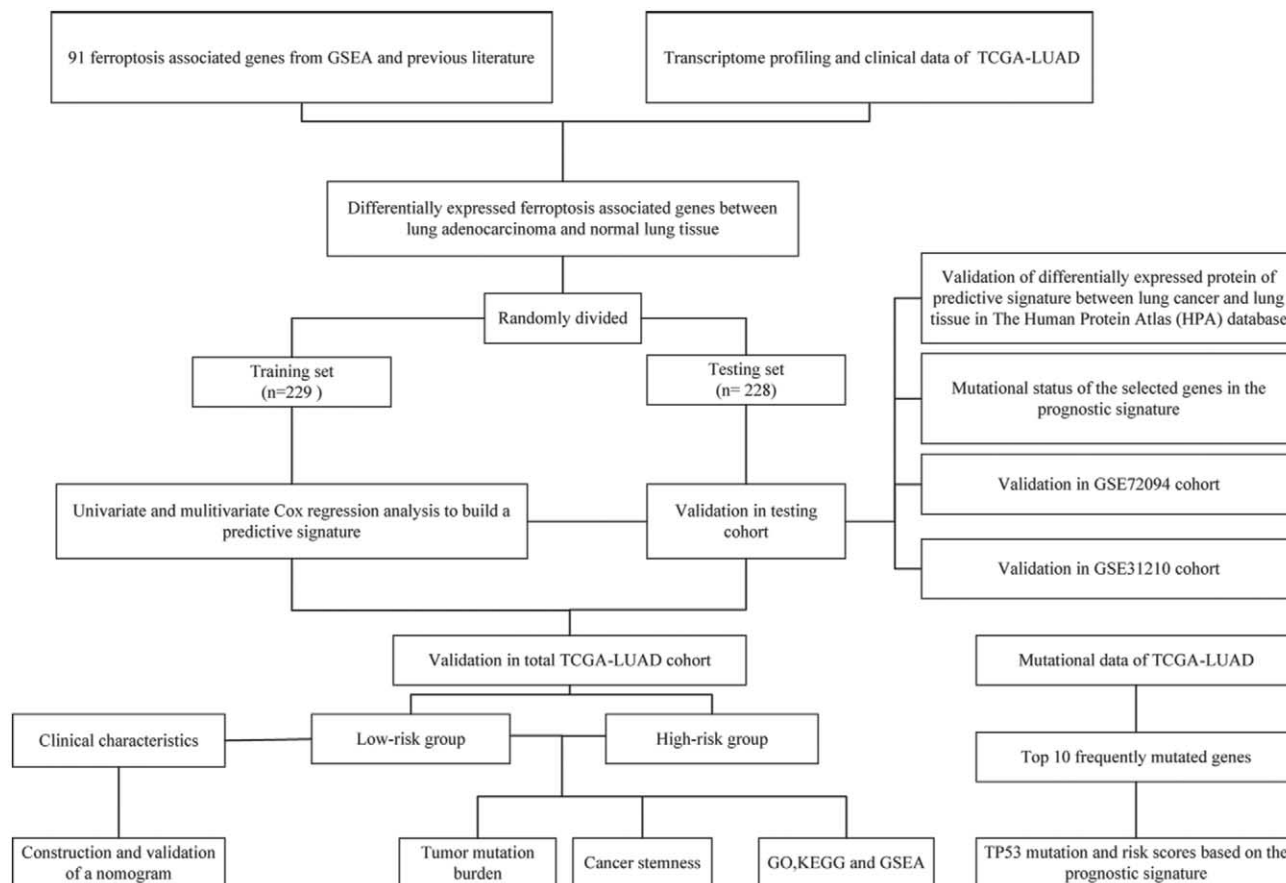 91 ferroptosis associated genes from GSEA and previous literature
Transcriptome profiling and clinical data of TCGA-LUAD
Differentially expressed ferroptosis associated genes between
lung adenocarcinoma and normal lung tissue
Randomly divided
Training set
(n=229 )
Testing set
(n= 228)
Validation of differentially expressed protein of
predictive signature between lung cancer and lung
tissue in The Human Protein Atlas (HPA) database
Mutational status of the selected genes in the
prognostic signature
Validation in GSE72094 cohort
Validation in GSE31210 cohort
Univariate and mulitivariate Cox regression analysis to build a
predictive signature
Validation in testing
cohort
Validation in total TCGA-LUAD cohort
Clinical characteristics
Low-risk group
High-risk group
Construction and validation
of a nomogram
Tumor mutation
burden
Cancer stemness
GO,KEGG and GSEA
Mutational data of TCGA-LUAD
Top 10 frequently mutated genes
TP53 mutation and risk scores based on the
prognostic signature